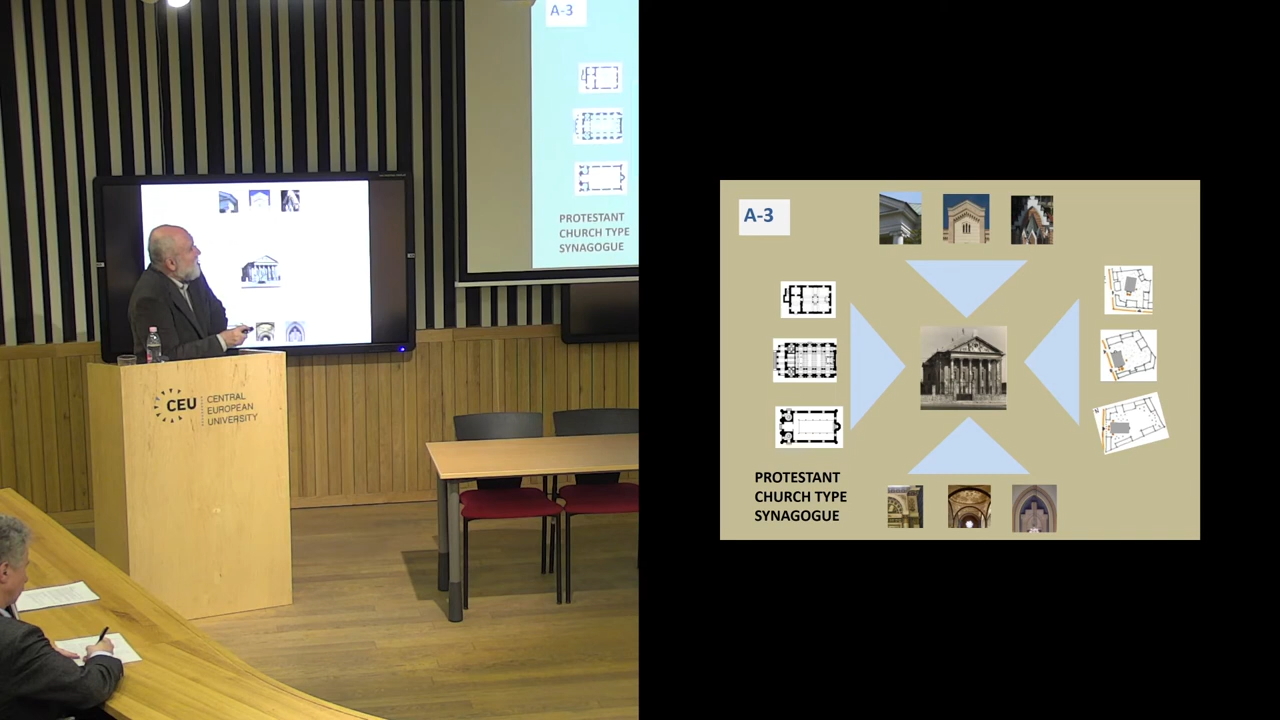 A-3
PROTESTANT
CHURCH TYPE
SYNAGOGUE
CEU
CENTRAL
EUROPEAN
UNIVERSITY
A-3
PROTESTANT
CHURCH TYPE
SYNAGOGUE